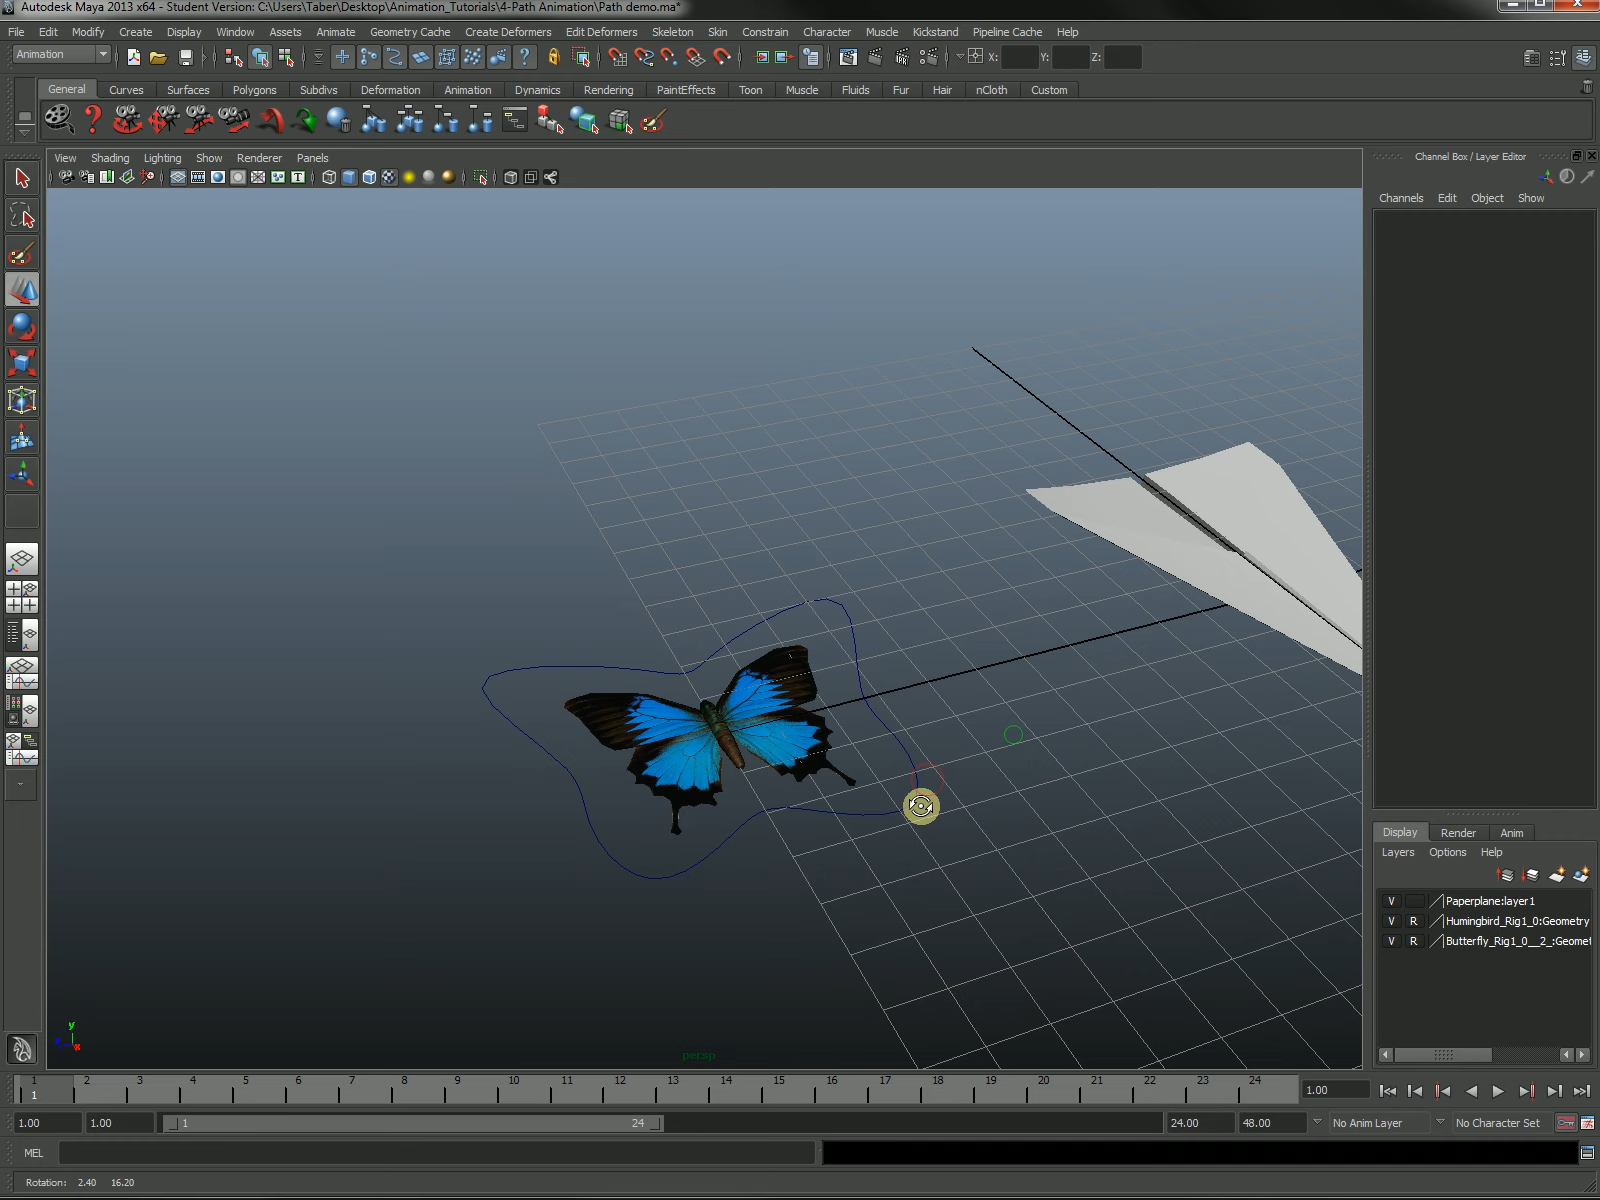 Autodesk Maya 2013 x64 - Student Version: C:\Users\Taber\Desktop\Animation_Tutorials\4-Path Animation\Path demo.ma*
File Edit Modify Create Display Window Assets Animate Geometry Cache Create Deformers Edit Deformers Skeleton Skin Constrain Character Muscle Kickstand Pipeline Cache Help
Animation X: Y: Z:
General Curves Surfaces Polygons Subdivs Deformation Animation Dynamics Rendering PaintEffects Toon Muscle Fluids Fur Hair nCloth Custom
View Shading Lighting Show Renderer Panels
Channel Box / Layer Editor
Channels Edit Object Show
Display Render Anim
Layers Options Help
V Paperplane:layer1
V R Humingbird_Rig1_0:Geometry
V R Butterfly_Rig1_0__2_:Geomet
y
x
persp
1 2 3 4 5 6 7 8 9 10 11 12 13 14 15 16 17 18 19 20 21 22 23 24
1
1.00
1.00 1.00 1 24 24.00 48.00 No Anim Layer No Character Set
MEL
Rotation: 2.40 16.20